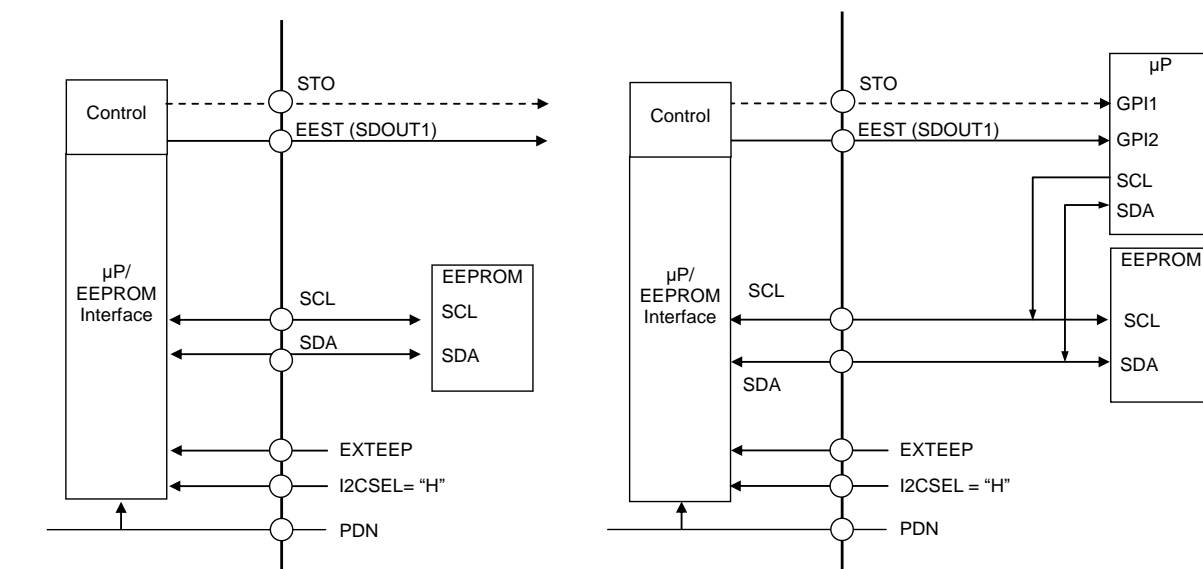 STO
Control
EEST (SDOUT1)
µP/
EEPROM
Interface
EEPROM
SCL
SCL
SDA
SDA
EXTEEP
I2CSEL= “H”
PDN
µP
STO
GPI1
Control
EEST (SDOUT1)
GPI2
SCL
SDA
EEPROM
µP/
EEPROM
Interface
SCL
SCL
SDA
SDA
EXTEEP
I2CSEL = “H”
PDN